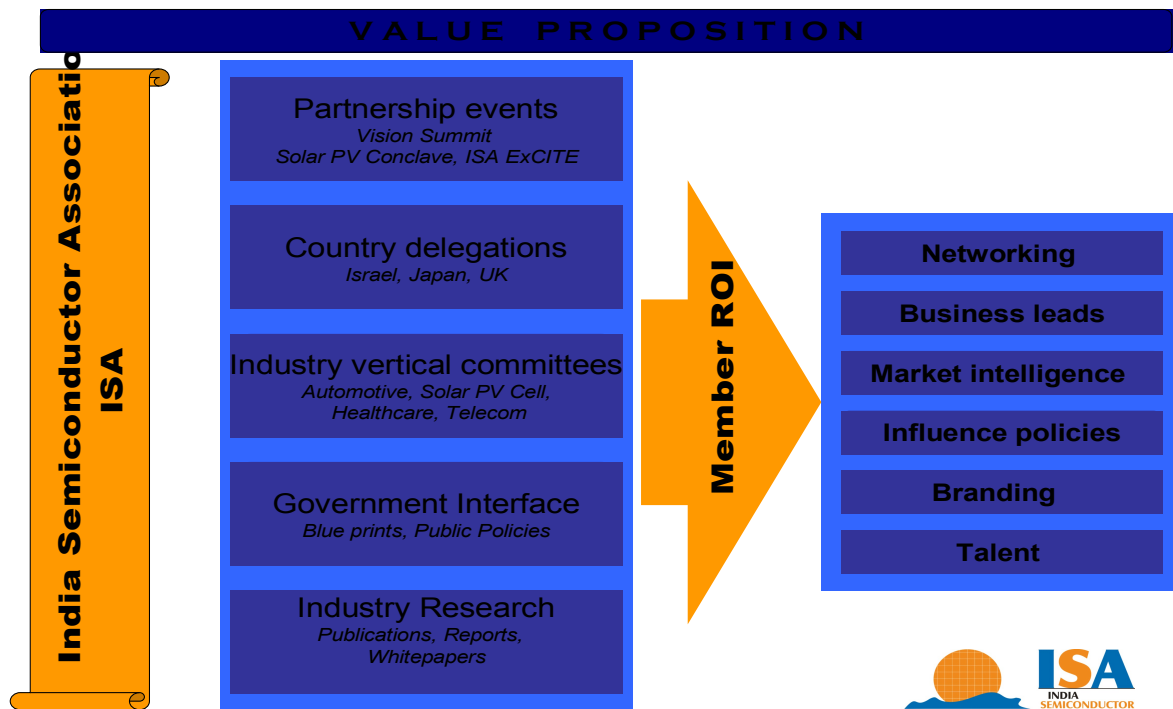 VALUE PROPOSITION
India Semiconductor Associatio
ISA
Partnership events
Vision Summit
Solar PV Conclave, ISA ExCITE
Country delegations
Israel, Japan, UK
Industry vertical committees
Automotive, Solar PV Cell,
Healthcare, Telecom
Government Interface
Blue prints, Public Policies
Industry Research
Publications, Reports,
Whitepapers
Member ROI
Networking
Business leads
Market intelligence
Influence policies
Branding
Talent
ISA
INDIA
SEMICONDUCTOR